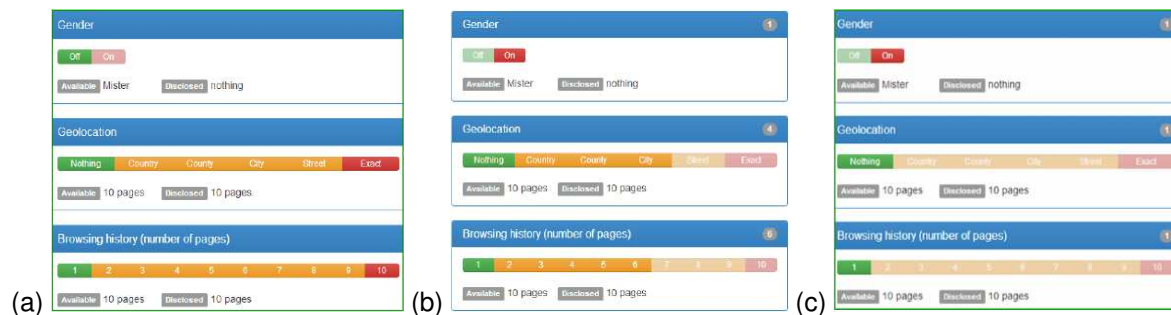 Gender
Off On
Available Mister Disclosed nothing
Geolocation
Nothing Country County City Street Exact
Available 10 pages Disclosed 10 pages
Browsing history (number of pages)
1 2 3 4 5 6 7 8 9 10
Available 10 pages Disclosed 10 pages
(a)
Gender 1
Off On
Available Mister Disclosed nothing
Geolocation 4
Nothing Country County City Street Exact
Available 10 pages Disclosed 10 pages
Browsing history (number of pages) 6
1 2 3 4 5 6 7 8 9 10
Available 10 pages Disclosed 10 pages
(b)
Gender 1
Off On
Available Mister Disclosed nothing
Geolocation 1
Nothing Country County City Street Exact
Available 10 pages Disclosed 10 pages
Browsing history (number of pages) 1
1 2 3 4 5 6 7 8 9 10
Available 10 pages Disclosed 10 pages
(c)